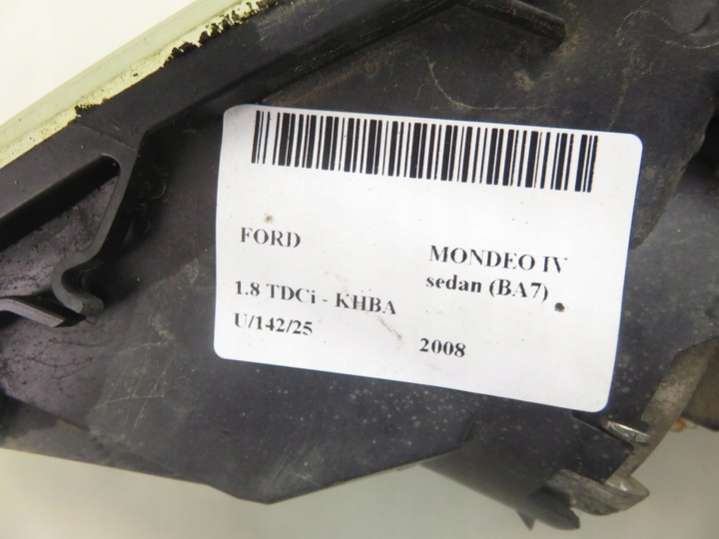 FORD
MONDEO IV
sedan (BA7)
1.8 TDCi - KHBA
U/142/25
2008